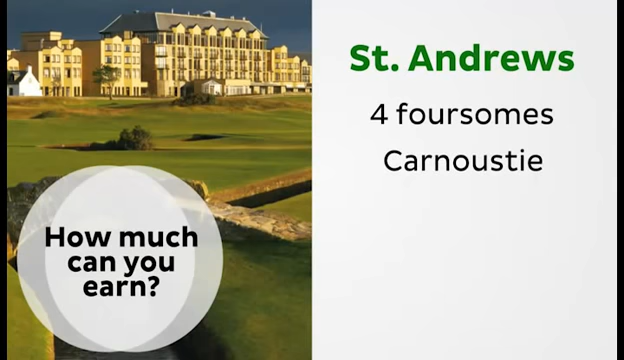 St. Andrews
4 foursomes
Carnoustie
How much
can you
earn?